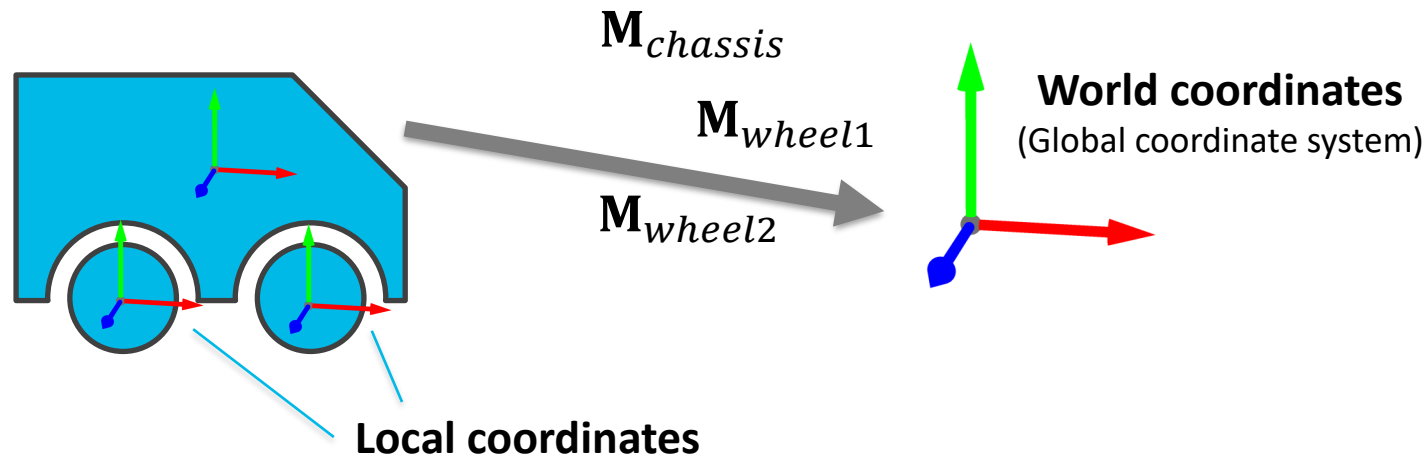 M_chassis
M_wheel1
M_wheel2
World coordinates
(Global coordinate system)
Local coordinates